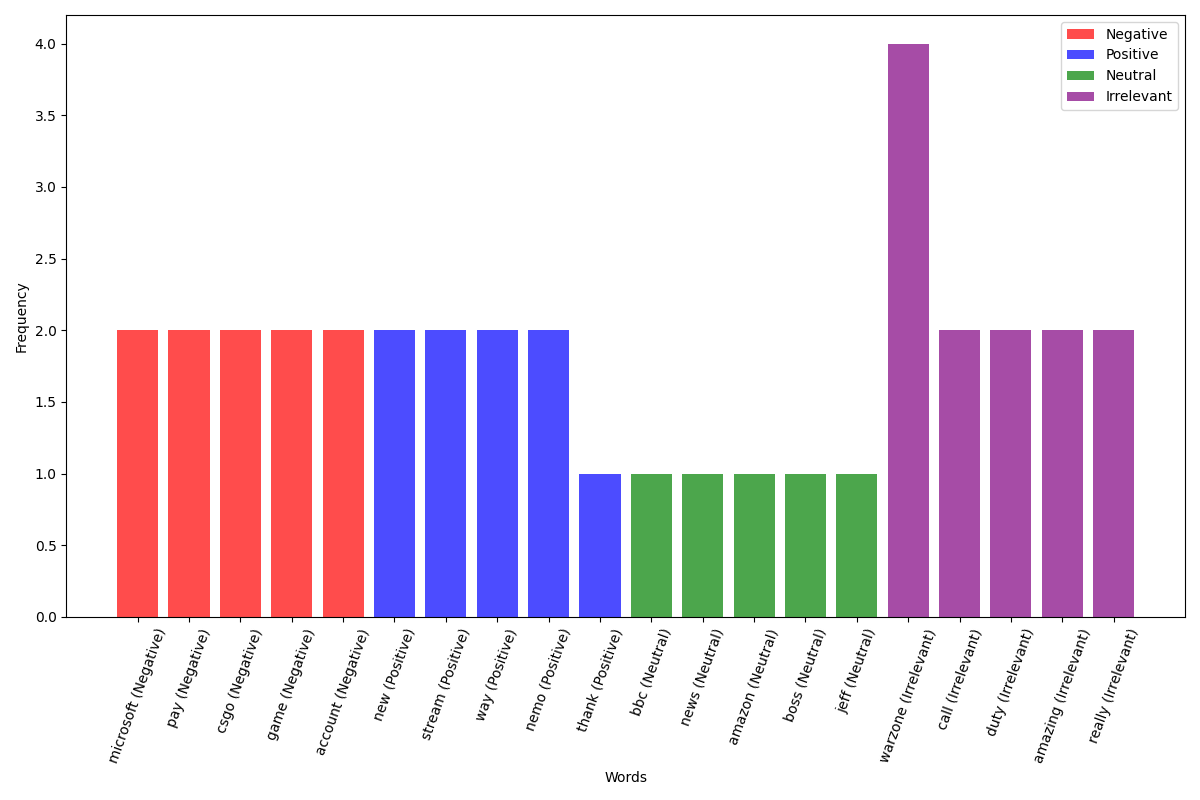 Negative
Positive
Neutral
Irrelevant
4.0
3.5
3.0
2.5
2.0
1.5
1.0
0.5
0.0
Frequency
microsoft (Negative)
pay (Negative)
csgo (Negative)
game (Negative)
account (Negative)
new (Positive)
stream (Positive)
way (Positive)
nemo (Positive)
thank (Positive)
bbc (Neutral)
news (Neutral)
amazon (Neutral)
boss (Neutral)
jeff (Neutral)
warzone (Irrelevant)
call (Irrelevant)
duty (Irrelevant)
amazing (Irrelevant)
really (Irrelevant)
Words